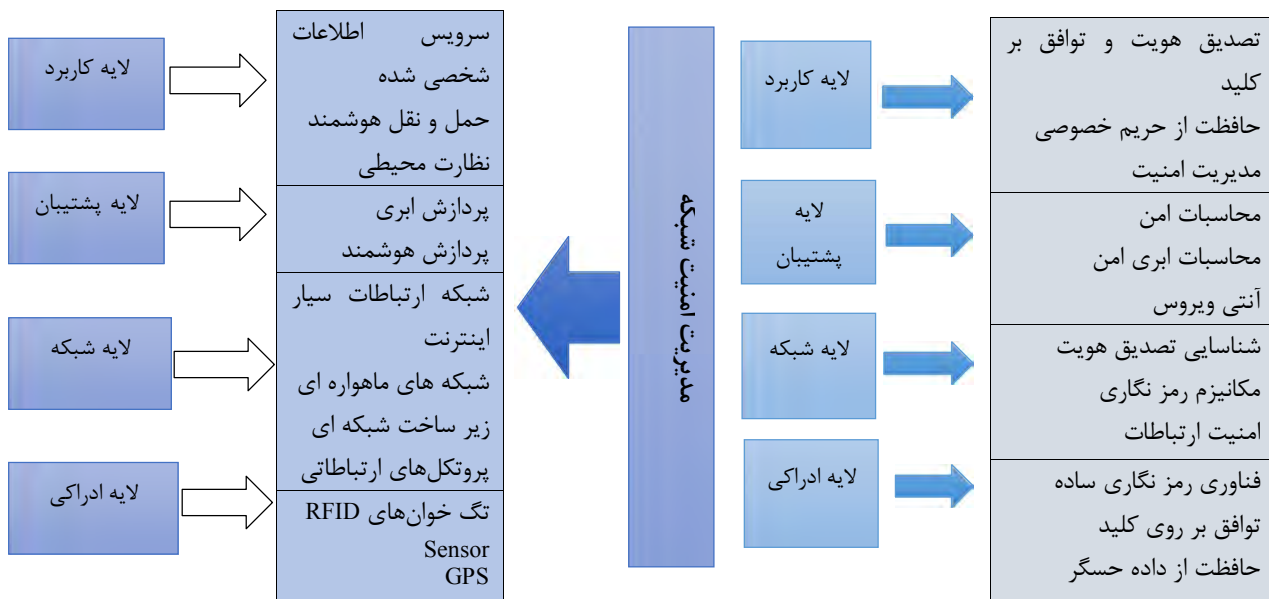 تصدیق هویت و توافق بر
کلید
حافظت از حریم خصوصی
مدیریت امنیت
محاسبات امن
محاسبات ابری امن
آنتی ویروس
شناسایی تصدیق هویت
مکانیزم رمز نگاری
امنیت ارتباطات
فناوری رمز نگاری ساده
توافق بر روی کلید
حافظت از داده حسگر
لایه کاربرد
لایه
پشتیبان
لایه شبکه
لایه ادراکی
مدیریت امنیت شبکه
سرویس اطلاعات
شخصی شده
حمل و نقل هوشمند
نظارت محیطی
پردازش ابری
پردازش هوشمند
شبکه ارتباطات سیار
اینترنت
شبکه های ماهواره ای
زیر ساخت شبکه ای
پروتکل‌های ارتباطاتی
تگ خوان‌های RFID
Sensor
GPS
لایه کاربرد
لایه پشتیبان
لایه شبکه
لایه ادراکی